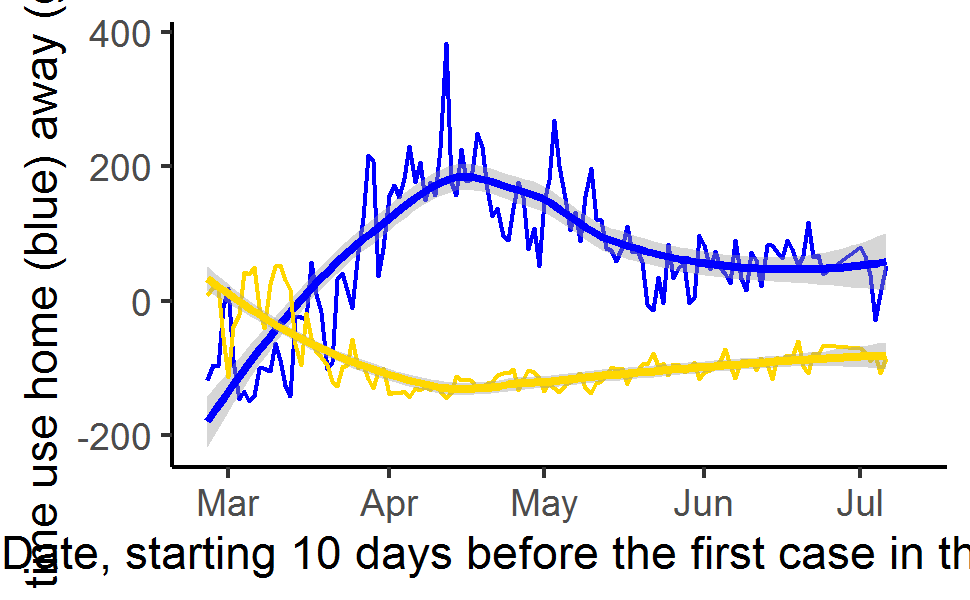 time use home (blue) away (
400
200
0
-200
Mar Apr May Jun Jul
Date, starting 10 days before the first case in th